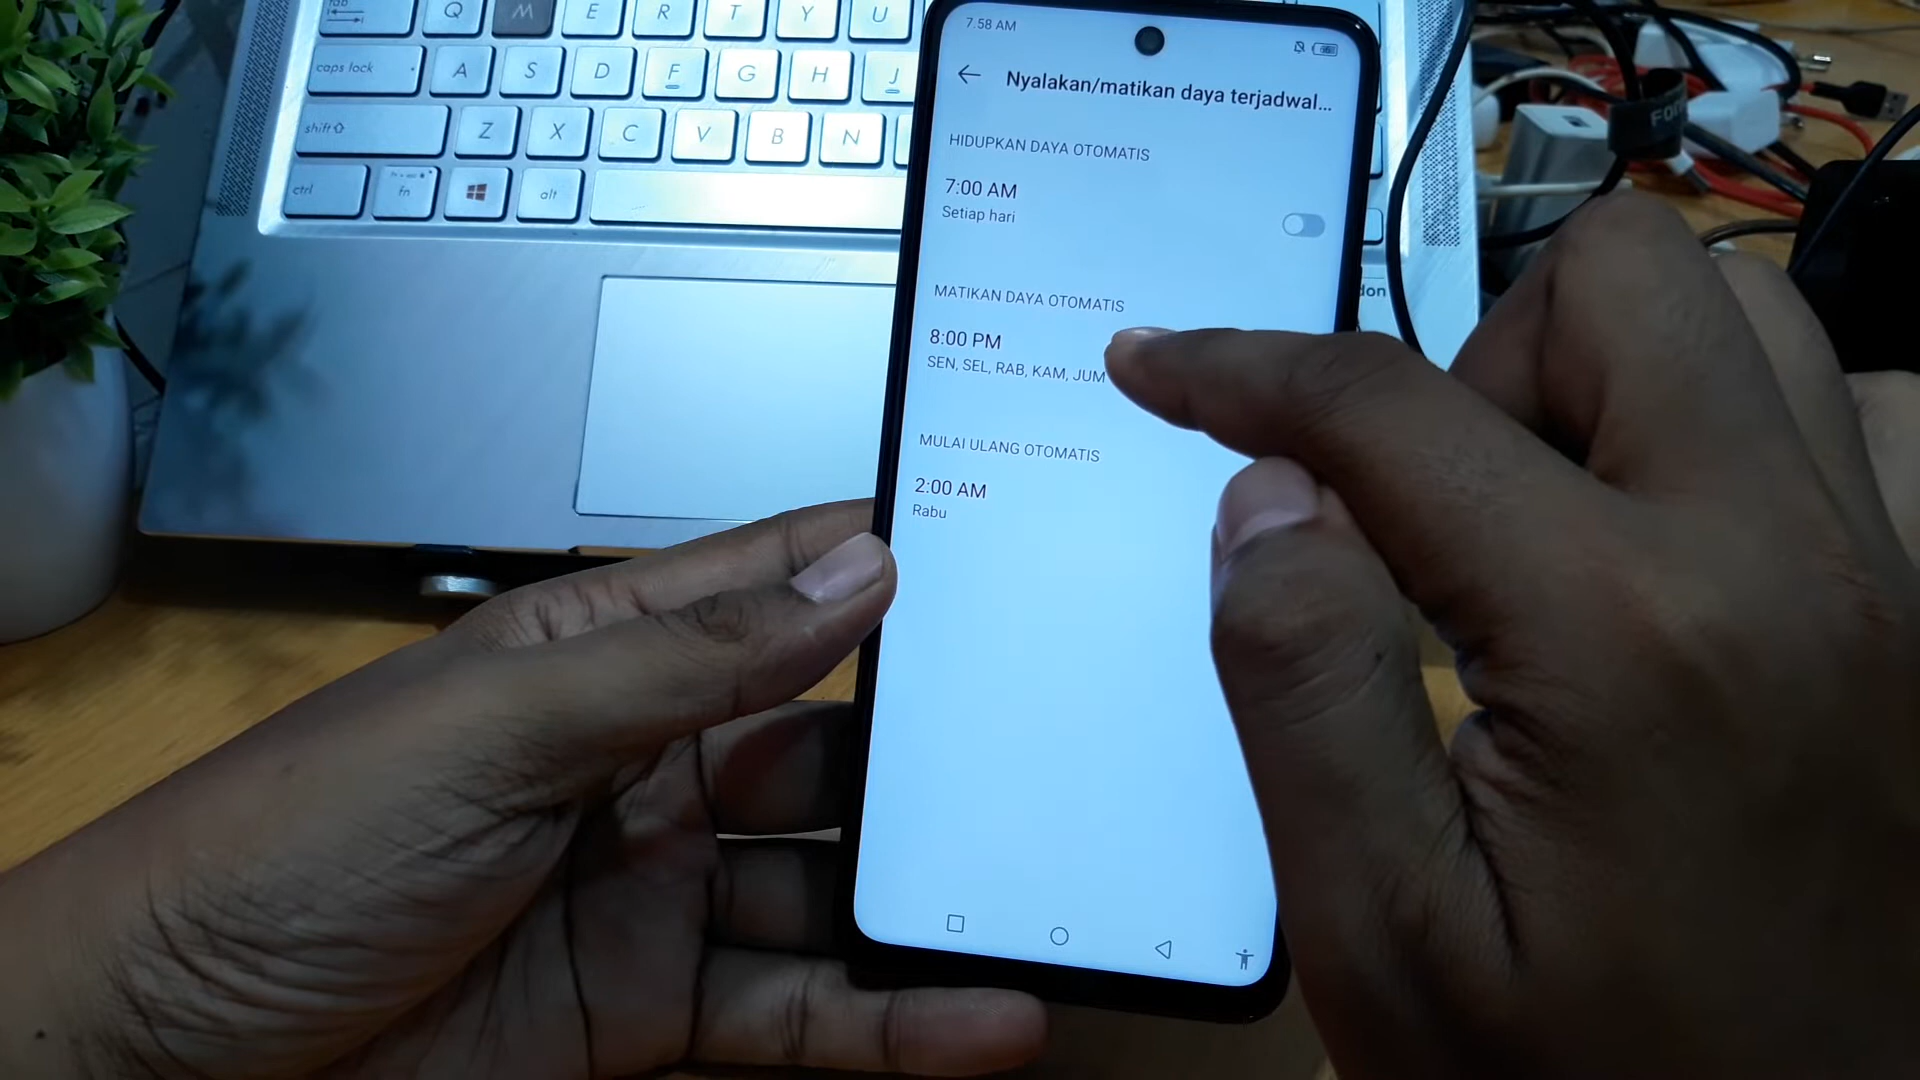 tab
Q W E R T Y U
caps lock A S D F G H J
shift Z X C V B N
ctrl fn alt
7.58 AM
Nyalakan/matikan daya terjadwal...
HIDUPKAN DAYA OTOMATIS
7:00 AM
Setiap hari
MATIKAN DAYA OTOMATIS
8:00 PM
SEN, SEL, RAB, KAM, JUM
MULAI ULANG OTOMATIS
2:00 AM
Rabu
don